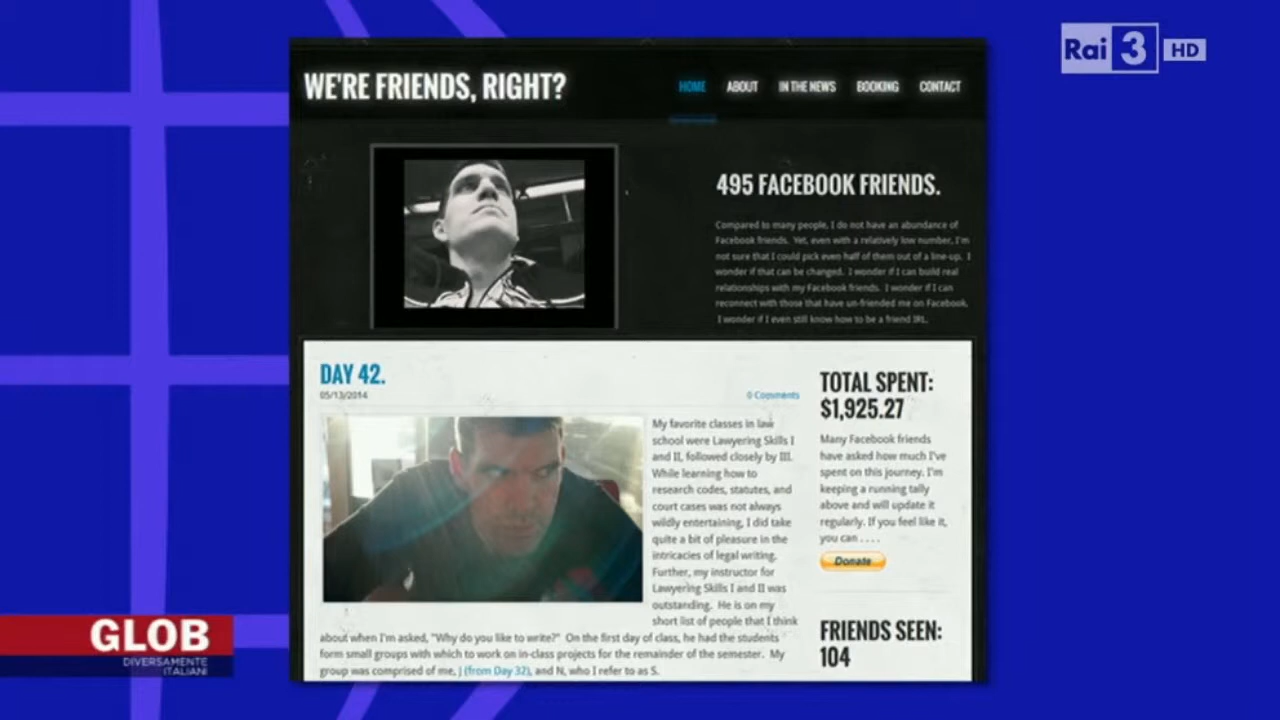 Rai 3 HD
WE'RE FRIENDS, RIGHT?
HOME ABOUT IN THE NEWS BOOKING CONTACT
495 FACEBOOK FRIENDS.
Compared to many people, I do not have an abundance of
Facebook friends. Yet, even with a relatively low number, I'm
not sure that I could pick even half of them out of a line-up. I
wonder if that can be changed. I wonder if I can build real
relationships with my Facebook friends. I wonder if I can
reconnect with those that have un-friended me on Facebook.
I wonder if I even still know how to be a friend IRL.
DAY 42.
05/13/2014
0 Comments
My favorite classes in law
school were Lawyering Skills I
and II, followed closely by III.
While learning how to
research codes, statutes, and
court cases was not always
wildly entertaining, I did take
quite a bit of pleasure in the
intricacies of legal writing.
Further, my instructor for
Lawyering Skills I and II was
outstanding. He is on my
short list of people that I think
about when I'm asked, "Why do you like to write?" On the first day of class, he had the students
form small groups with which to work on in-class projects for the remainder of the semester. My
group was comprised of me, J (from Day 32), and N, who I refer to as S.
TOTAL SPENT:
$1,925.27
Many Facebook friends
have asked how much I've
spent on this journey. I'm
keeping a running tally
above and will update it
regularly. If you feel like it,
you can . . . .
Donate
FRIENDS SEEN:
104
GLOB
DIVERSAMENTE
ITALIANI